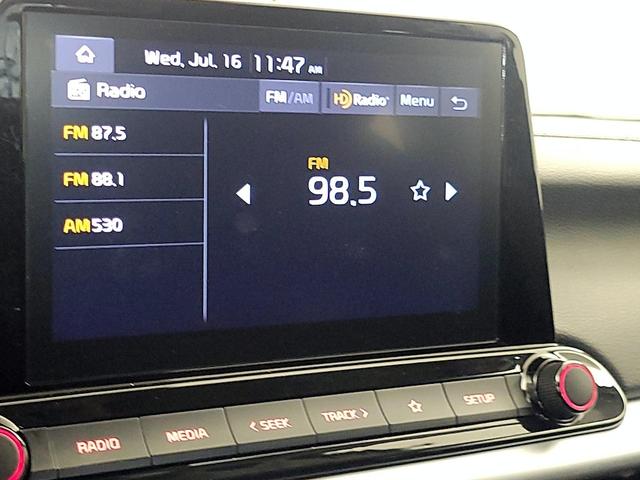 Wed, Jul. 16 11:47 AM
Radio FM/AM HD Radio Menu
FM 87.5
FM 88.1
AM 530
FM
98.5
RADIO MEDIA < SEEK TRACK > SETUP